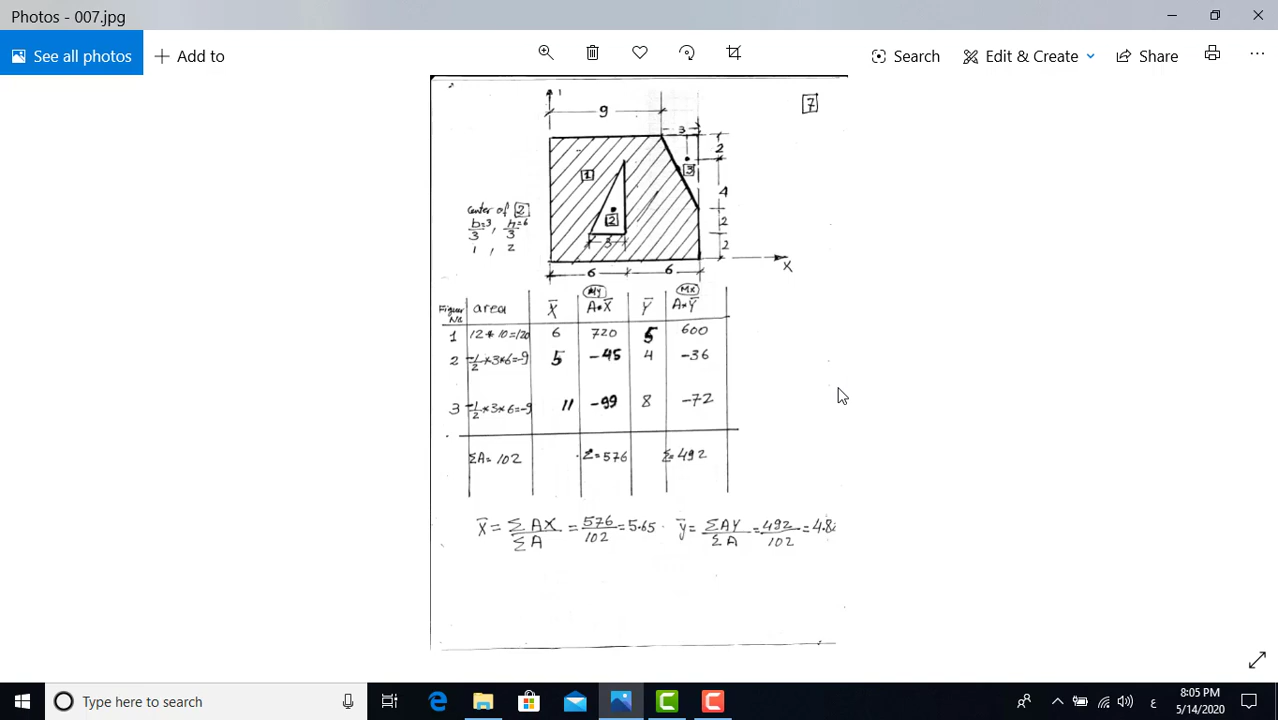 Photos - 007.jpg
See all photos
Add to
Search
Edit & Create
Share
7
9
3
2
1
3
4
2
center of 2
b=3/3 , h=6/3
1 , 2
2
3
2
X
6
6
Figuer No. area X̄ My A*X̄ Ȳ Mx A*Ȳ
1 12*10=120 6 720 5 600
2 -1/2*3*6=-9 5 -45 4 -36
3 -1/2*3*6=-9 11 -99 8 -72
ΣA=102 Σ=576 Σ=492
X̄ = ΣAX/ΣA = 576/102 = 5.65 ȳ = ΣAY/ΣA = 492/102 = 4.8
Type here to search
ع
8:05 PM
5/14/2020